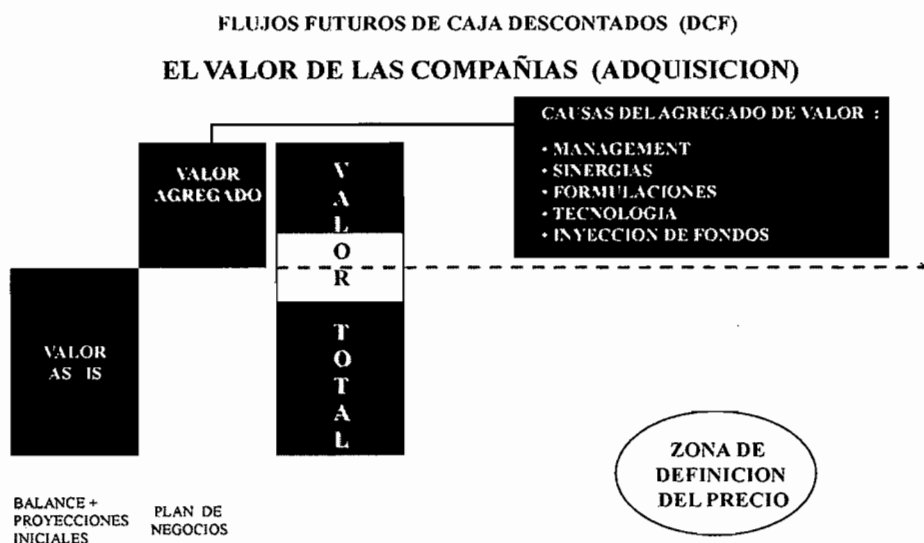 FLUJOS FUTUROS DE CAJA DESCONTADOS (DCF)
EL VALOR DE LAS COMPAÑIAS (ADQUISICION)
CAUSAS DEL AGREGADO DE VALOR :
• MANAGEMENT
• SINERGIAS
• FORMULACIONES
• TECNOLOGIA
• INYECCION DE FONDOS
VALOR
AGREGADO
V
A
L
O
R
T
O
T
A
L
VALOR
AS IS
ZONA DE
DEFINICION
DEL PRECIO
BALANCE +
PROYECCIONES
INICIALES
PLAN DE
NEGOCIOS